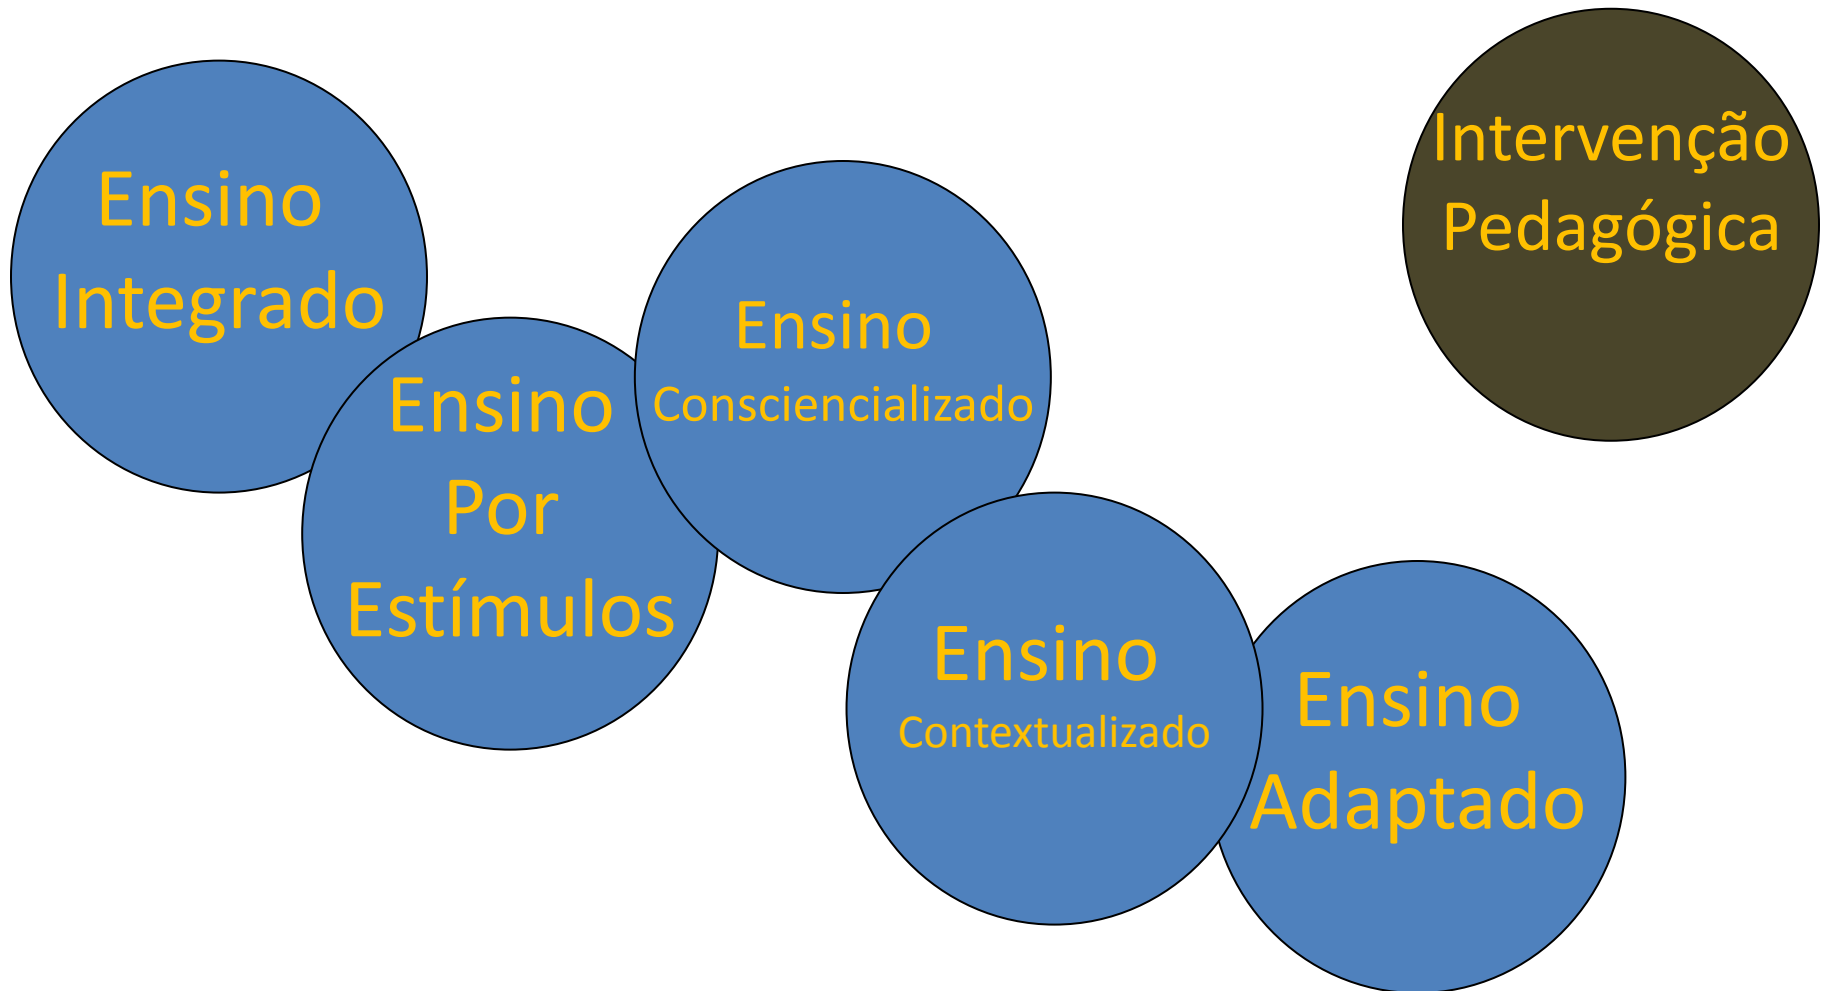 Ensino
Integrado
Ensino
Por
Estímulos
Ensino
Consciencializado
Ensino
Contextualizado
Ensino
Adaptado
Intervenção
Pedagógica